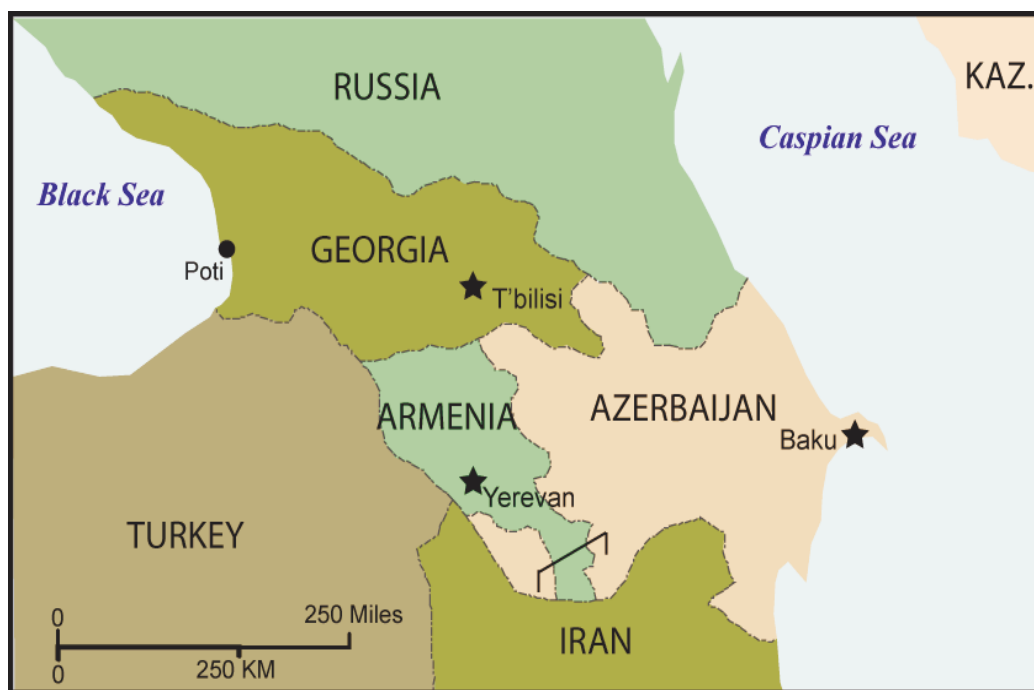 RUSSIA
KAZ.
Caspian Sea
Black Sea
GEORGIA
Poti
T'bilisi
ARMENIA
AZERBAIJAN
Baku
Yerevan
TURKEY
0
250 Miles
0
250 KM
IRAN